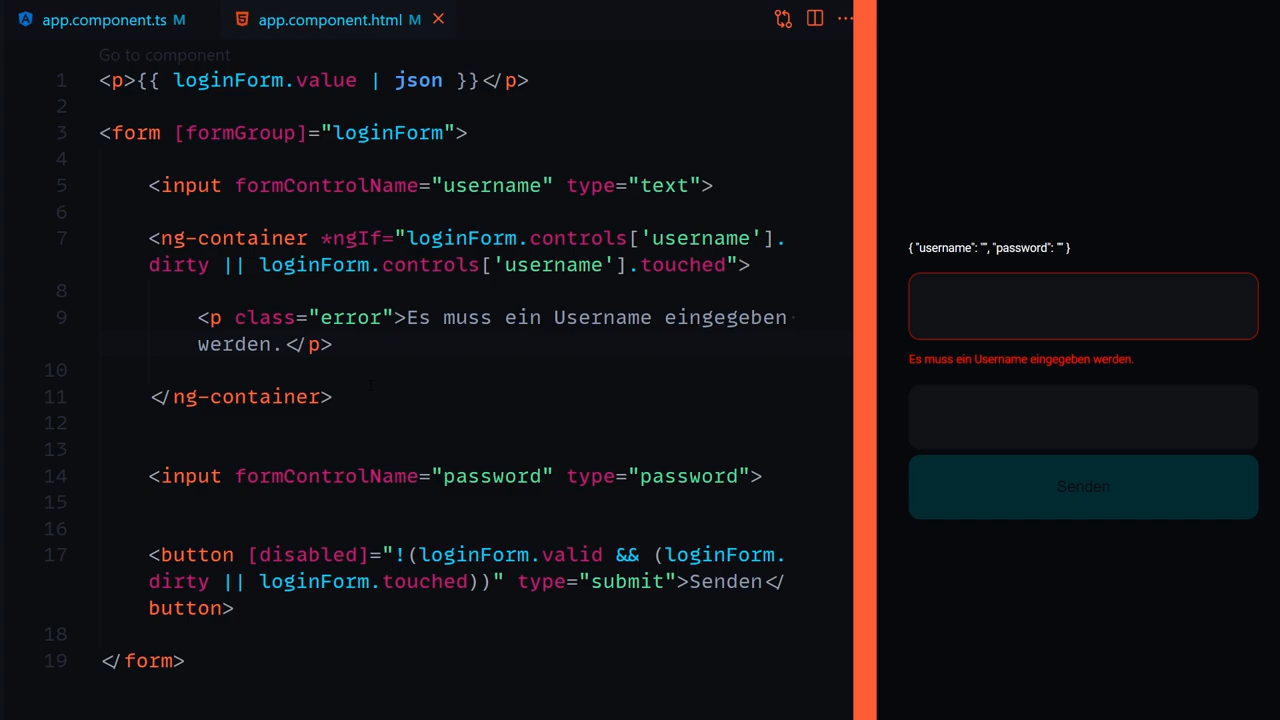 app.component.ts M
app.component.html M
Go to component
1 <p>{{ loginForm.value | json }}</p>
2
3 <form [formGroup]="loginForm">
4
5 <input formControlName="username" type="text">
6
7 <ng-container *ngIf="loginForm.controls['username'].
dirty || loginForm.controls['username'].touched">
8
9 <p class="error">Es muss ein Username eingegeben
werden.</p>
10
11 </ng-container>
12
13
14 <input formControlName="password" type="password">
15
16
17 <button [disabled]="!(loginForm.valid && (loginForm.
dirty || loginForm.touched))" type="submit">Senden</
button>
18
19 </form>
{ "username": "", "password": "" }
Es muss ein Username eingegeben werden.
Senden